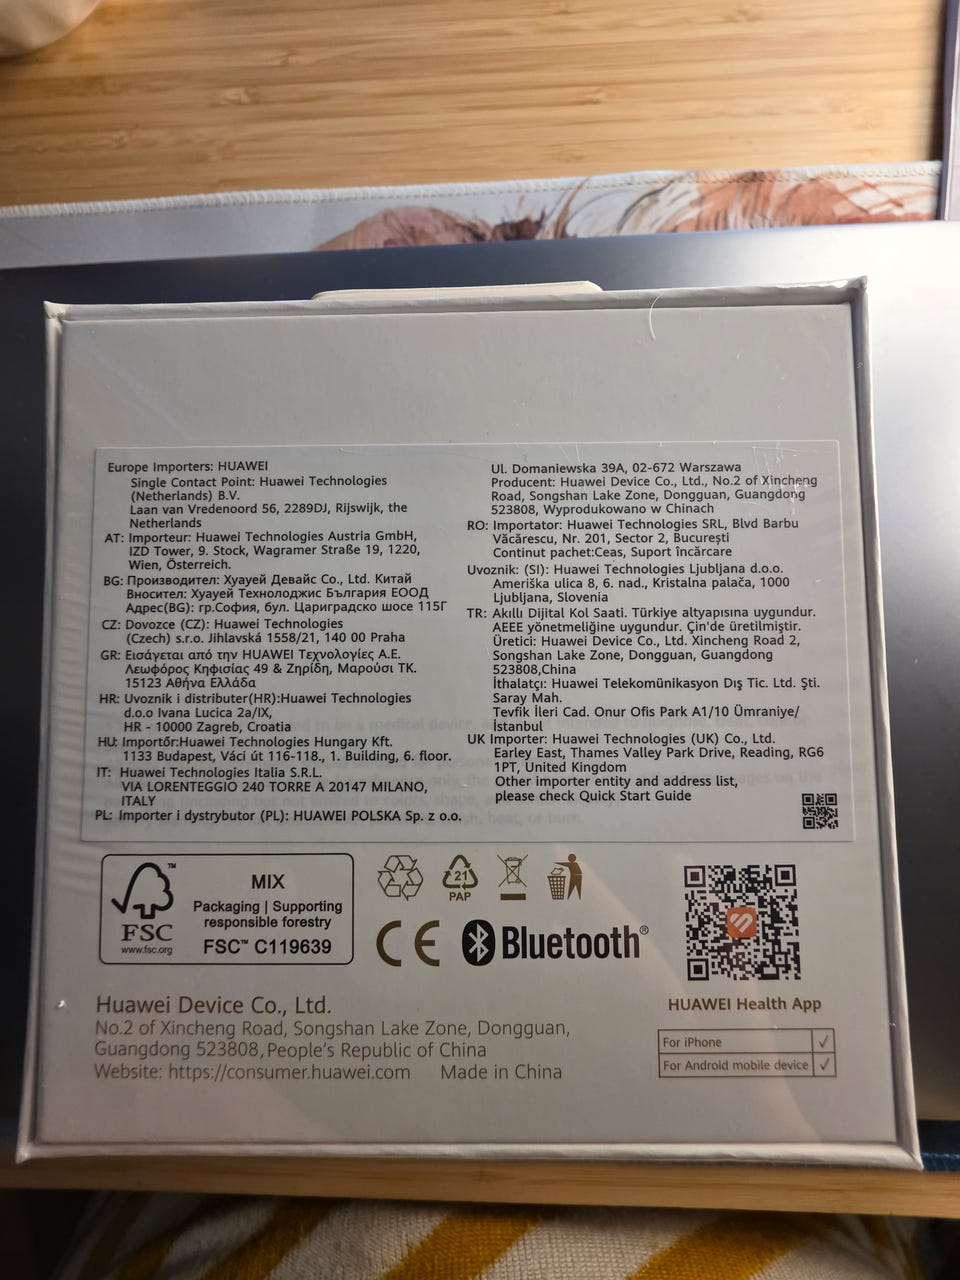 Europe Importers: HUAWEI
Single Contact Point: Huawei Technologies
(Netherlands) B.V.
Laan van Vredenoord 56, 2289DJ, Rijswijk, the
Netherlands
AT: Importeur: Huawei Technologies Austria GmbH,
IZD Tower, 9. Stock, Wagramer Straße 19, 1220,
Wien, Österreich.
BG: Производител: Хуауей Девайс Co., Ltd. Китай
Вносител: Хуауей Технолоджис България ЕООД
Адрес(BG): гр.София, бул. Цариградско шосе 115Г
CZ: Dovozce (CZ): Huawei Technologies
(Czech) s.r.o. Jihlavská 1558/21, 140 00 Praha
GR: Εισάγεται από την HUAWEI Τεχνολογίες Α.Ε.
Λεωφόρος Κηφισίας 49 & Ζηρίδη, Μαρούσι ΤΚ.
15123 Αθήνα Ελλάδα
HR: Uvoznik i distributer(HR):Huawei Technologies
d.o.o Ivana Lucica 2a/IX,
HR - 10000 Zagreb, Croatia
HU: Importőr:Huawei Technologies Hungary Kft.
1133 Budapest, Váci út 116-118., 1. Building, 6. floor.
IT: Huawei Technologies Italia S.R.L.
VIA LORENTEGGIO 240 TORRE A 20147 MILANO,
ITALY
PL: Importer i dystrybutor (PL): HUAWEI POLSKA Sp. z o.o.
Ul. Domaniewska 39A, 02-672 Warszawa
Producent: Huawei Device Co., Ltd., No.2 of Xincheng
Road, Songshan Lake Zone, Dongguan, Guangdong
523808, Wyprodukowano w Chinach
RO: Importator: Huawei Technologies SRL, Blvd Barbu
Văcărescu, Nr. 201, Sector 2, București
Continut pachet:Ceas, Suport încărcare
Uvoznik: (SI): Huawei Technologies Ljubljana d.o.o.
Ameriška ulica 8, 6. nad., Kristalna palača, 1000
Ljubljana, Slovenia
TR: Akıllı Dijital Kol Saati. Türkiye altyapısına uygundur.
AEEE yönetmeliğine uygundur. Çin'de üretilmiştir.
Üretici: Huawei Device Co., Ltd. Xincheng Road 2,
Songshan Lake Zone, Dongguan, Guangdong
523808,China
İthalatçı: Huawei Telekomünikasyon Dış Tic. Ltd. Şti.
Saray Mah.
Tevfik İleri Cad. Onur Ofis Park A1/10 Ümraniye/
İstanbul
UK Importer: Huawei Technologies (UK) Co., Ltd.
Earley East, Thames Valley Park Drive, Reading, RG6
1PT, United Kingdom
Other importer entity and address list,
please check Quick Start Guide
FSC™
www.fsc.org
MIX
Packaging | Supporting
responsible forestry
FSC™ C119639
21
PAP
CE
Bluetooth®
Huawei Device Co., Ltd.
No.2 of Xincheng Road, Songshan Lake Zone, Dongguan,
Guangdong 523808,People's Republic of China
Website: https://consumer.huawei.com Made in China
HUAWEI Health App
For iPhone ✓
For Android mobile device ✓